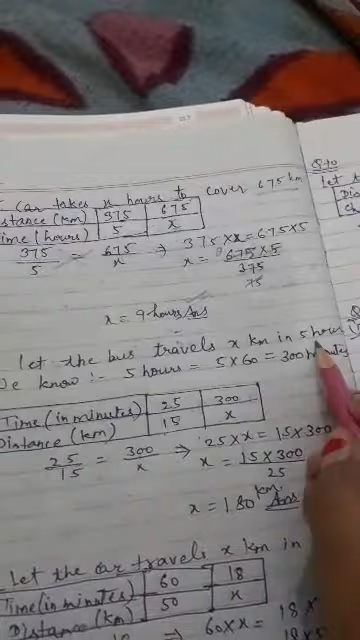 car takes x hours to cover 675 km
Distance (km) 375 675
Time (hours) 5 x
375/5 = 675/x ⇒ 375 × x = 675 × 5
x = 675 × 5
375
75
x = 9 hours Ans
let the bus travels x km in 5 hours
We know :- 5 hours = 5 × 60 = 300 minutes
Time (in minutes) 25 300
Distance (km) 15 x
25/15 = 300/x ⇒ 25 × x = 15 × 300
x = 15 × 300
25
x = 180 km. Ans
Let the car travels x km in
Time (in minutes) 60 18
Distance (km) 50 x
⇒ 60 x x = 18 x
Q.10
let